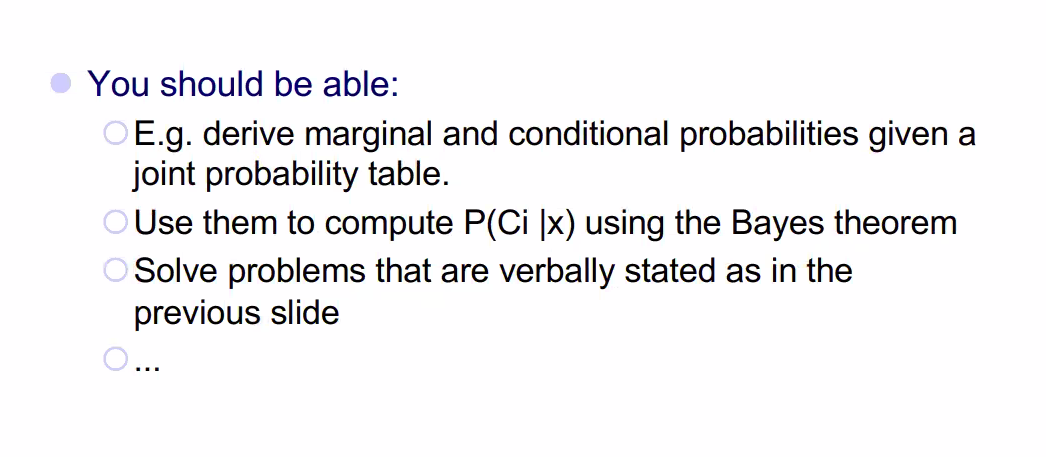 You should be able:
E.g. derive marginal and conditional probabilities given a
joint probability table.
Use them to compute P(Ci |x) using the Bayes theorem
Solve problems that are verbally stated as in the
previous slide
...